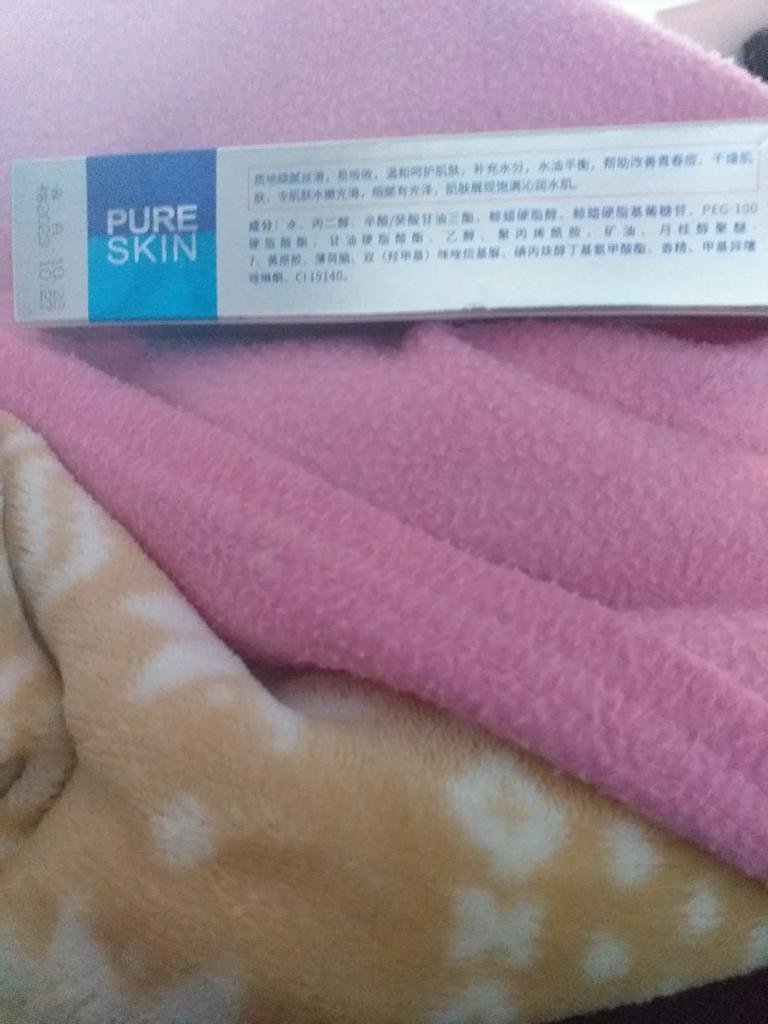 PURE
SKIN
质地细腻丝滑，易吸收，温和呵护肌肤，补充水分，水油平衡，帮助改善青春痘、干燥肌
肤，令肌肤水嫩光滑，细腻有光泽，肌肤展现饱满沁润水肌。
成分：水、丙二醇、辛酸/癸酸甘油三酯、鲸蜡硬脂醇、鲸蜡硬脂基葡糖苷、PEG-100
硬脂酸酯、甘油硬脂酸酯、乙醇、聚丙烯酰胺、矿油、月桂醇聚醚-
7、黄原胶、薄荷脑、双（羟甲基）咪唑烷基脲、碘丙炔醇丁基氨甲酸酯、香精、甲基异噻
唑啉酮、CI 19140。